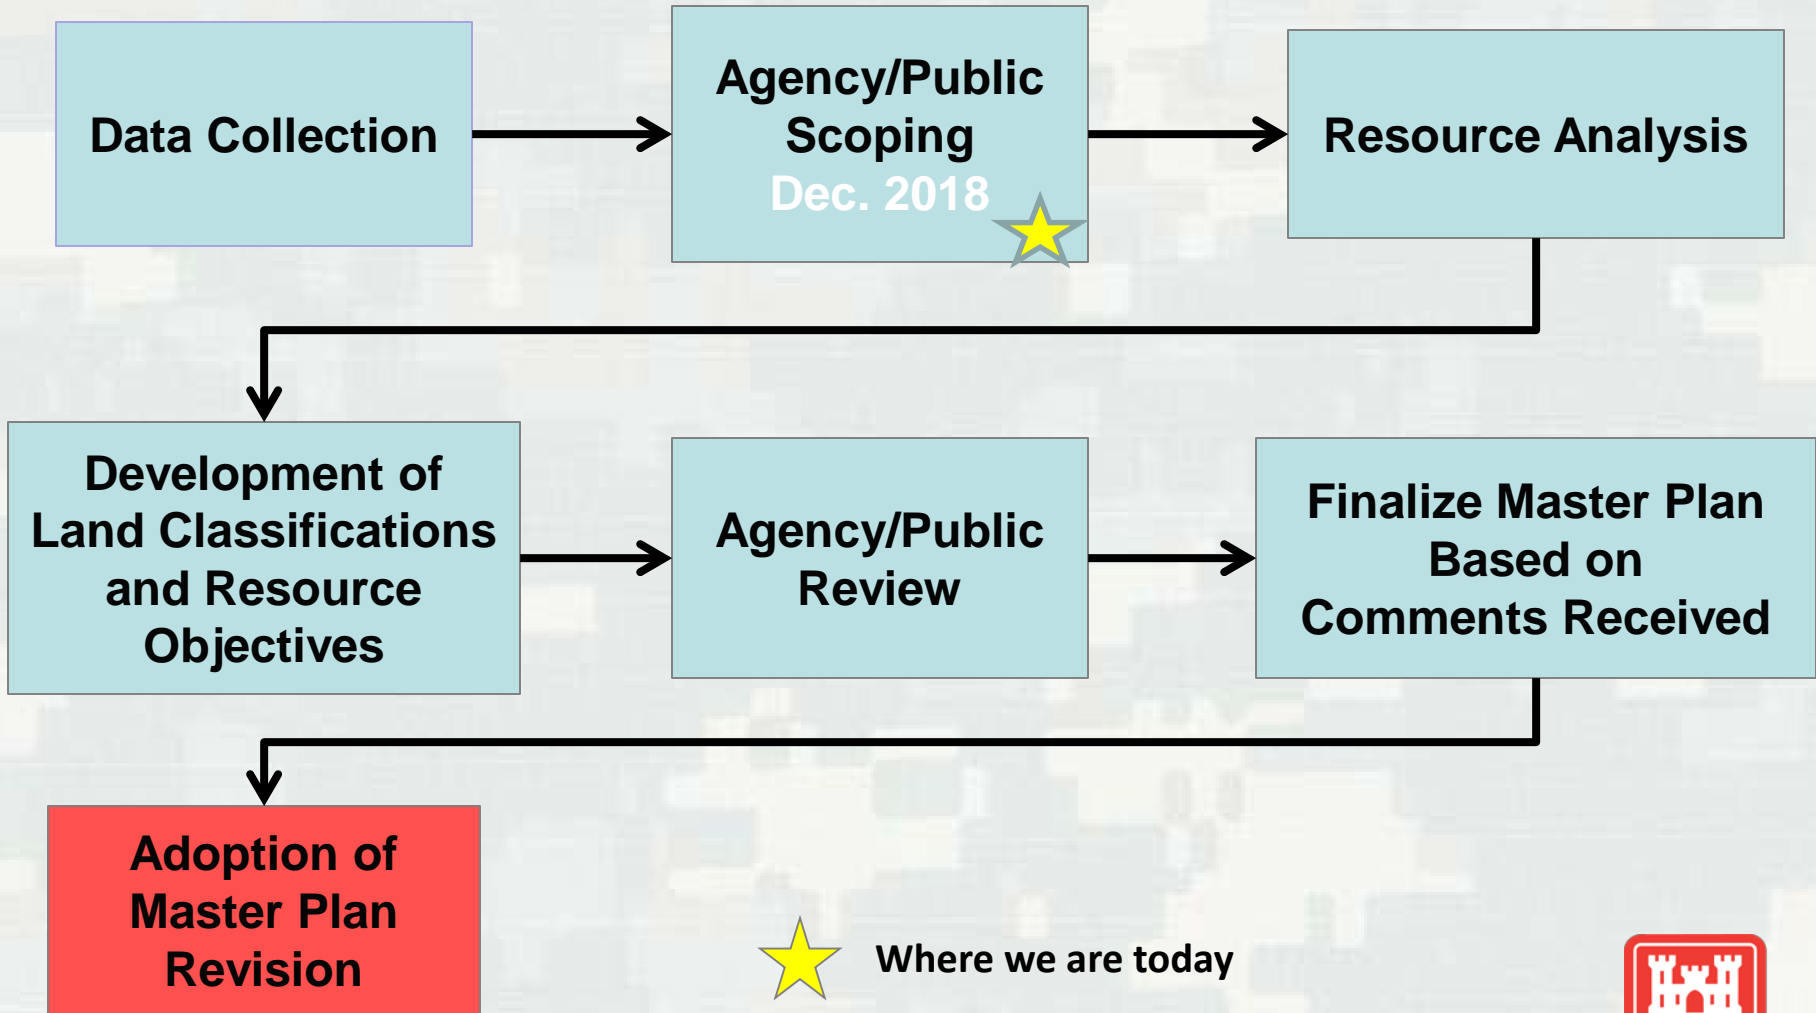 Data Collection
Agency/Public
Scoping
Dec. 2018
Resource Analysis
Development of
Land Classifications
and Resource
Objectives
Agency/Public
Review
Finalize Master Plan
Based on
Comments Received
Adoption of
Master Plan
Revision
Where we are today